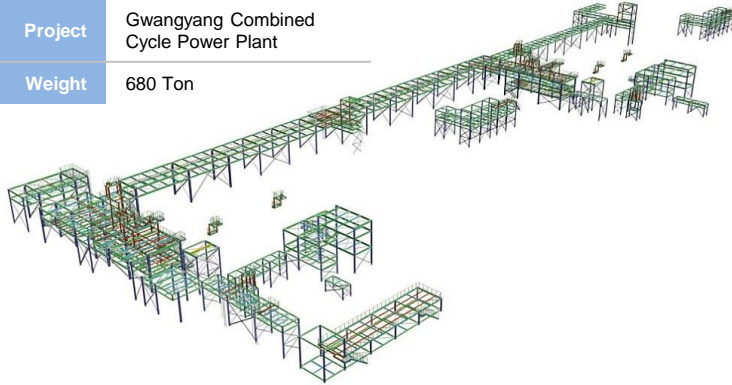 Project
Gwangyang Combined
Cycle Power Plant
Weight
680 Ton